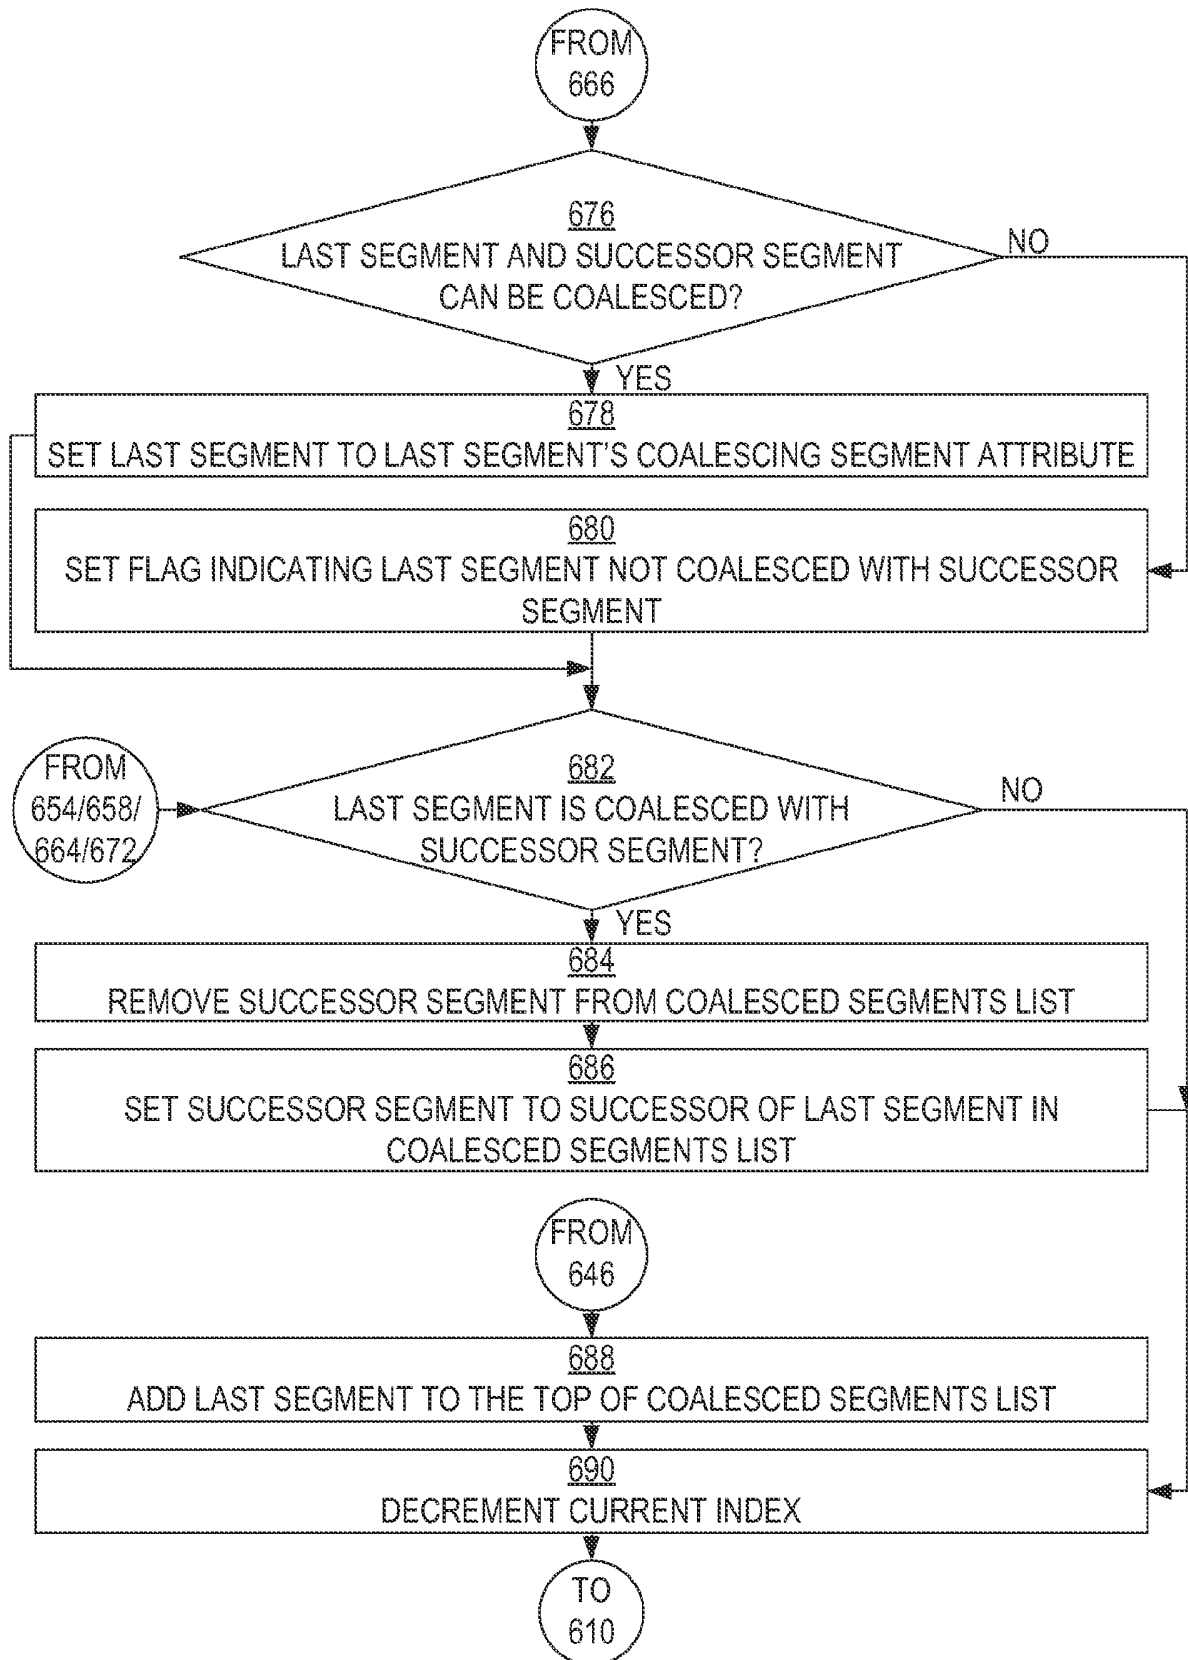 FROM
666
676
LAST SEGMENT AND SUCCESSOR SEGMENT
CAN BE COALESCED?
NO
YES
678
SET LAST SEGMENT TO LAST SEGMENT'S COALESCING SEGMENT ATTRIBUTE
680
SET FLAG INDICATING LAST SEGMENT NOT COALESCED WITH SUCCESSOR
SEGMENT
FROM
654/658/
664/672
682
LAST SEGMENT IS COALESCED WITH
SUCCESSOR SEGMENT?
NO
YES
684
REMOVE SUCCESSOR SEGMENT FROM COALESCED SEGMENTS LIST
686
SET SUCCESSOR SEGMENT TO SUCCESSOR OF LAST SEGMENT IN
COALESCED SEGMENTS LIST
FROM
646
688
ADD LAST SEGMENT TO THE TOP OF COALESCED SEGMENTS LIST
690
DECREMENT CURRENT INDEX
TO
610